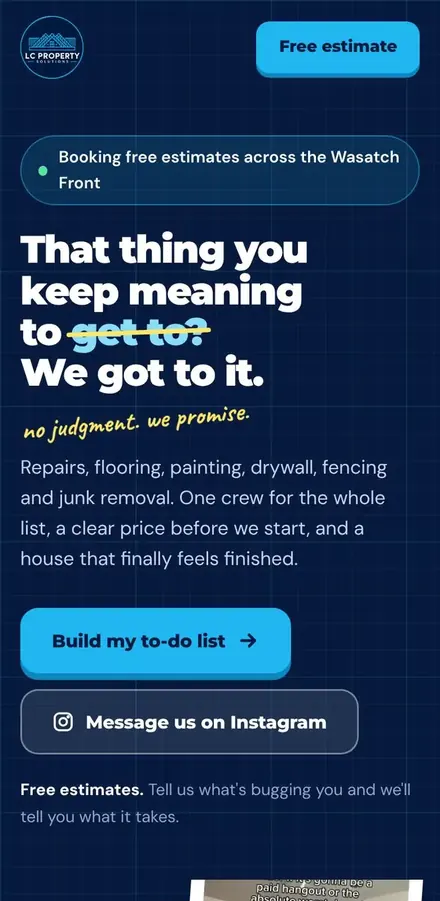 LC PROPERTY
SOLUTIONS
Free estimate
Booking free estimates across the Wasatch
Front
That thing you
keep meaning
to get to?
We got to it.
no judgment. we promise.
Repairs, flooring, painting, drywall, fencing
and junk removal. One crew for the whole
list, a clear price before we start, and a
house that finally feels finished.
Build my to-do list →
Message us on Instagram
Free estimates. Tell us what's bugging you and we'll
tell you what it takes.
gonna be a
paid hangout or the